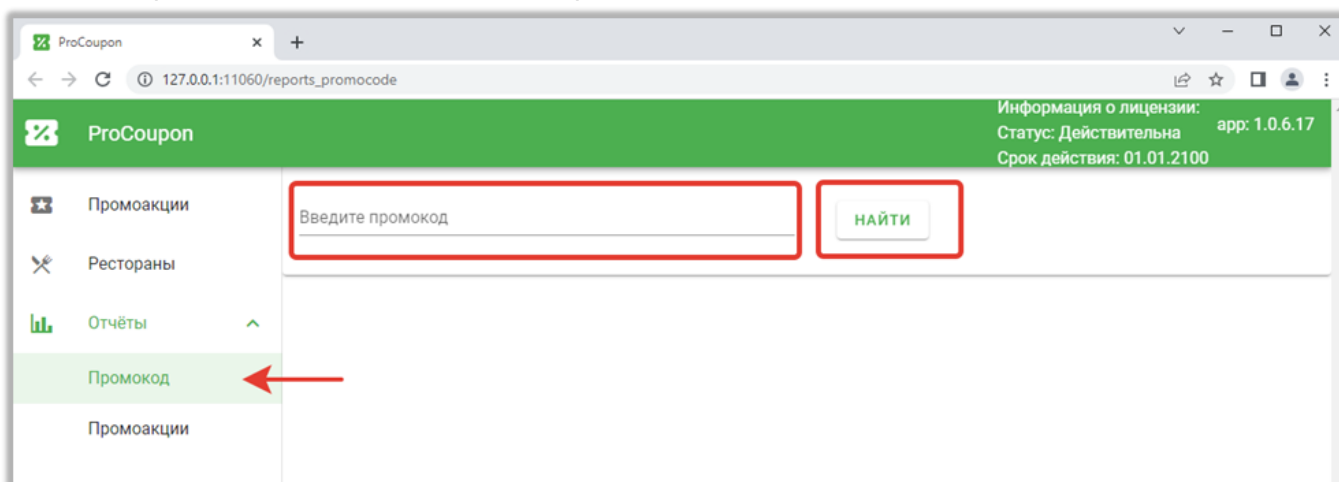 ProCoupon
127.0.0.1:11060/reports_promocode
ProCoupon
Информация о лицензии:
Статус: Действительна
Срок действия: 01.01.2100
app: 1.0.6.17
Промоакции
Рестораны
Отчёты
Промокод
Промоакции
Введите промокод
НАЙТИ